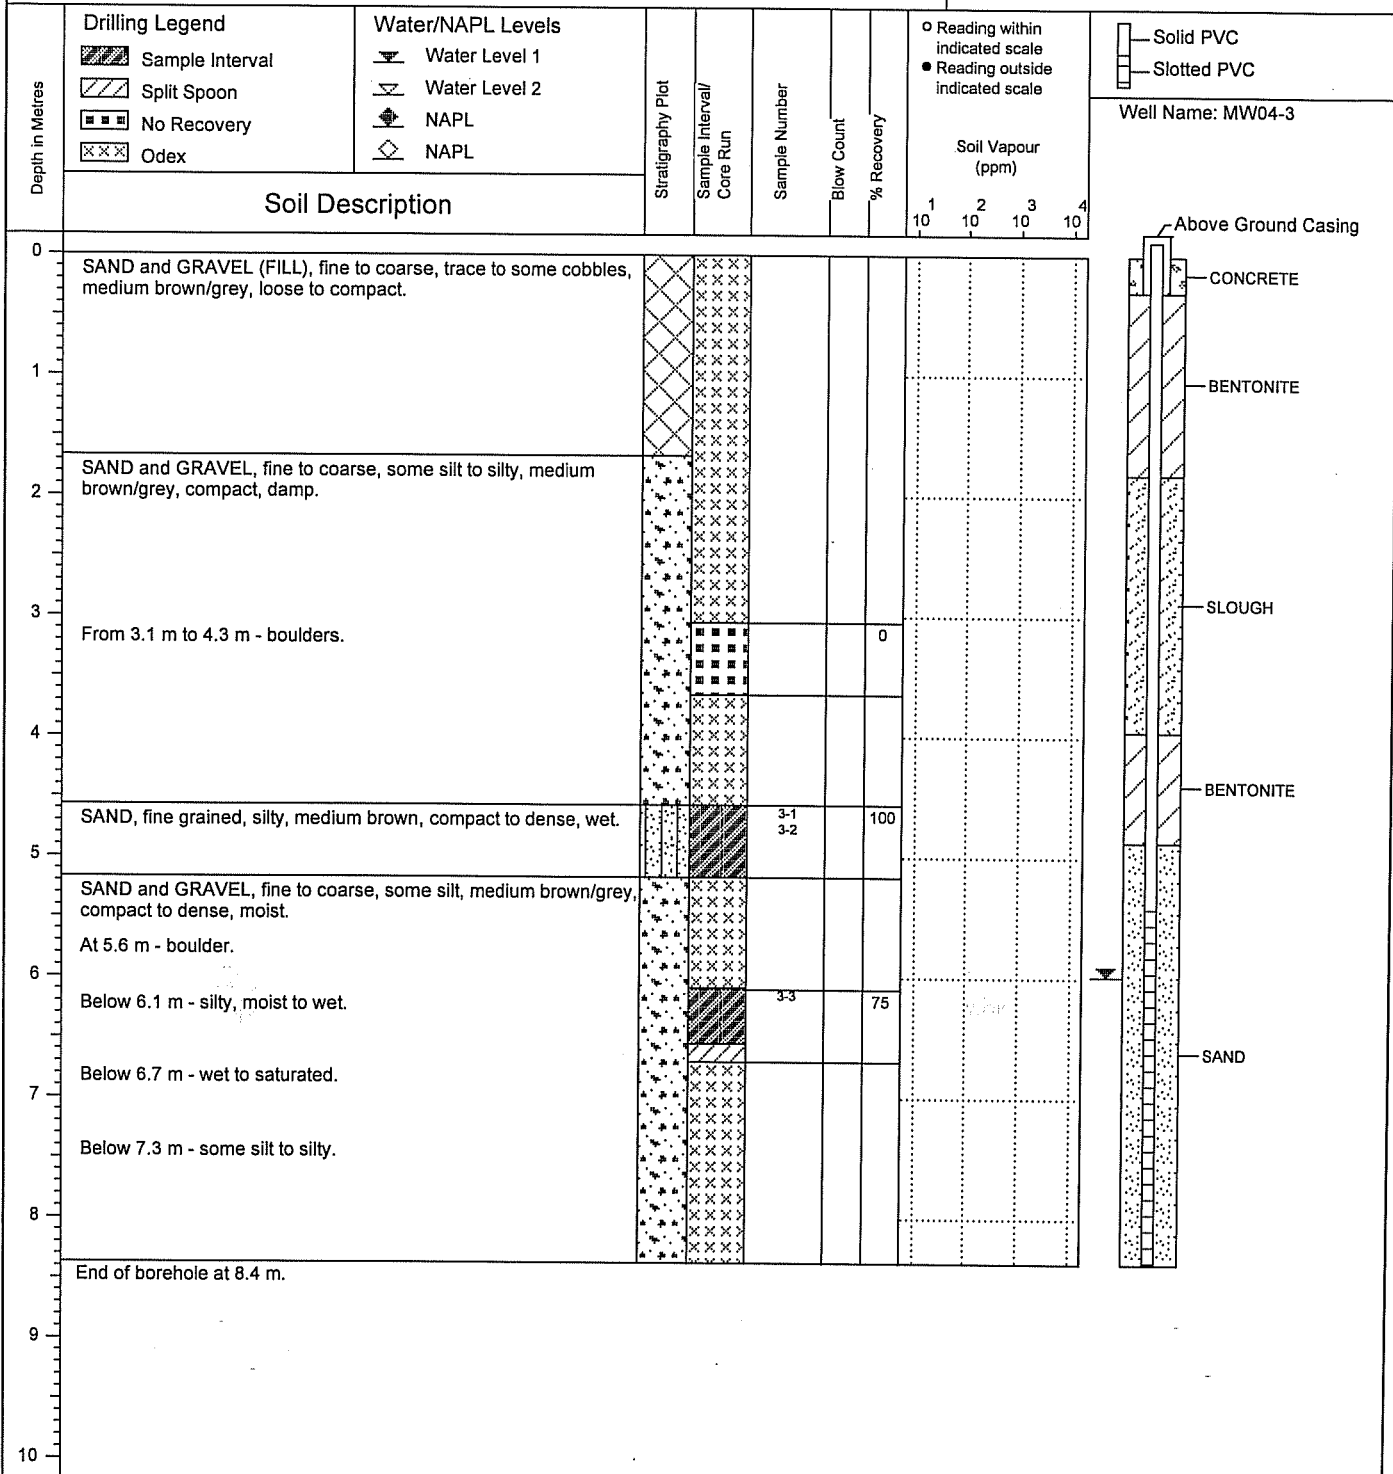 Drilling Legend
Sample Interval
Split Spoon
No Recovery
Odex
Water/NAPL Levels
Water Level 1
Water Level 2
NAPL
NAPL
Depth in Metres
Soil Description
Stratigraphy Plot
Sample Interval/
Core Run
Sample Number
Blow Count
% Recovery
Reading within
indicated scale
Reading outside
indicated scale
Soil Vapour
(ppm)
10 1 10 2 10 3 10 4
Solid PVC
Slotted PVC
Well Name: MW04-3
Above Ground Casing
0
SAND and GRAVEL (FILL), fine to coarse, trace to some cobbles,
medium brown/grey, loose to compact.
CONCRETE
1
BENTONITE
SAND and GRAVEL, fine to coarse, some silt to silty, medium
brown/grey, compact, damp.
2
3
SLOUGH
From 3.1 m to 4.3 m - boulders.
0
4
BENTONITE
SAND, fine grained, silty, medium brown, compact to dense, wet.
3-1
3-2
100
5
SAND and GRAVEL, fine to coarse, some silt, medium brown/grey,
compact to dense, moist.
At 5.6 m - boulder.
6
Below 6.1 m - silty, moist to wet.
3-3
75
SAND
Below 6.7 m - wet to saturated.
7
Below 7.3 m - some silt to silty.
8
End of borehole at 8.4 m.
9
10